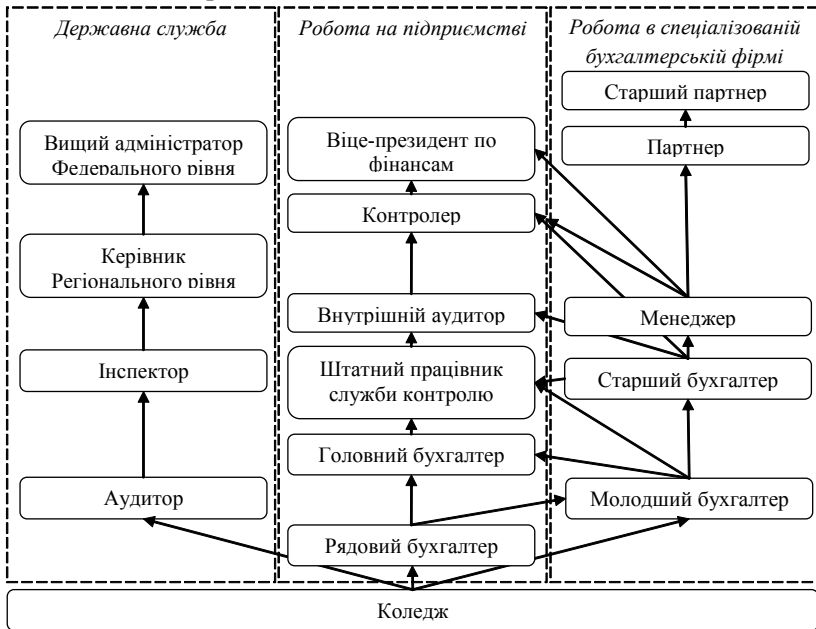 Державна служба
Робота на підприємстві
Робота в спеціалізованій
бухгалтерській фірмі
Старший партнер
Вищий адміністратор
Федерального рівня
Віце-президент по
фінансам
Партнер
Контролер
Керівник
Регіонального рівня
Внутрішній аудитор
Менеджер
Інспектор
Штатний працівник
служби контролю
Старший бухгалтер
Головний бухгалтер
Аудитор
Молодший бухгалтер
Рядовий бухгалтер
Коледж